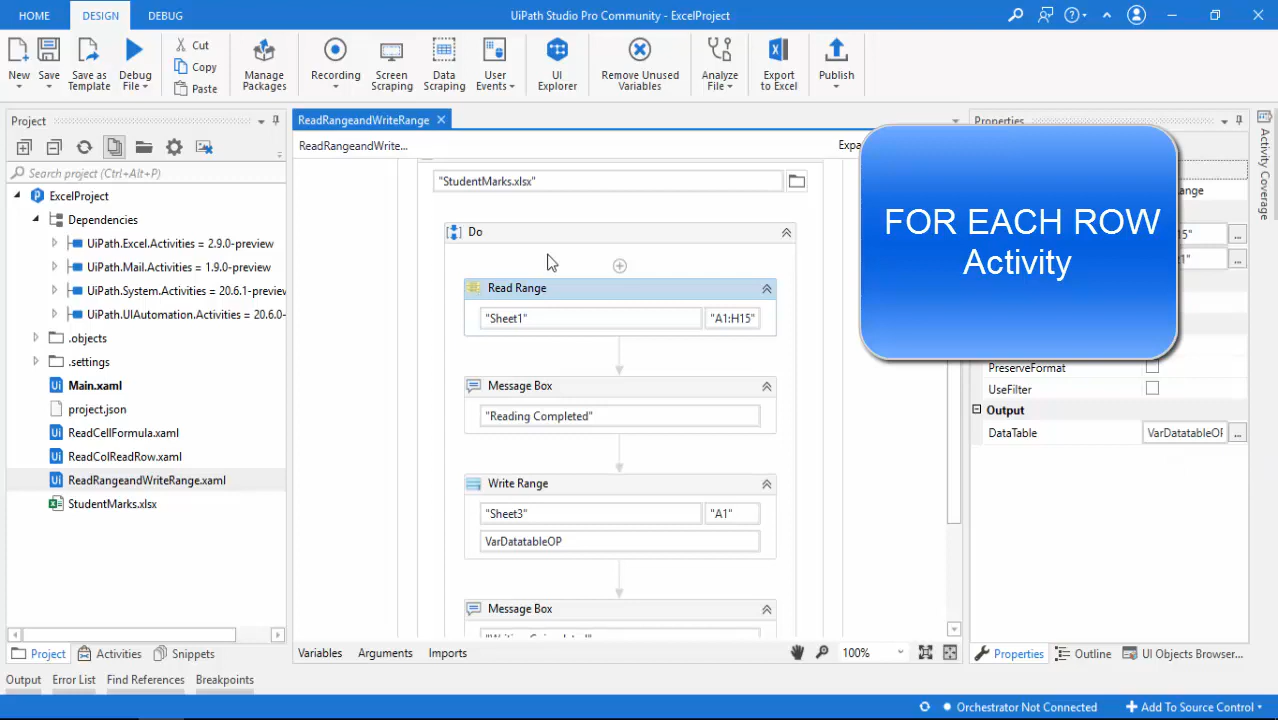 HOME
DESIGN
DEBUG
UiPath Studio Pro Community - ExcelProject
New
Save
Save as Template
Debug File
Cut
Copy
Paste
Manage Packages
Recording
Screen Scraping
Data Scraping
User Events
UI Explorer
Remove Unused Variables
Analyze File
Export to Excel
Publish
Project
Search project (Ctrl+Alt+P)
ExcelProject
Dependencies
UiPath.Excel.Activities = 2.9.0-preview
UiPath.Mail.Activities = 1.9.0-preview
UiPath.System.Activities = 20.6.1-preview
UiPath.UIAutomation.Activities = 20.6.0-
.objects
.settings
Main.xaml
project.json
ReadCellFormula.xaml
ReadColReadRow.xaml
ReadRangeandWriteRange.xaml
StudentMarks.xlsx
Project
Activities
Snippets
ReadRangeandWriteRange
ReadRangeandWrite...
"StudentMarks.xlsx"
Do
Read Range
"Sheet1"
"A1:H15"
Message Box
"Reading Completed"
Write Range
"Sheet3"
"A1"
VarDatatableOP
Message Box
Variables
Arguments
Imports
100%
Properties
FOR EACH ROW
Activity
PreserveFormat
UseFilter
Output
DataTable
VarDatatableOP
...
Activity Coverage
Properties
Outline
UI Objects Browser...
Output
Error List
Find References
Breakpoints
Orchestrator Not Connected
Add To Source Control